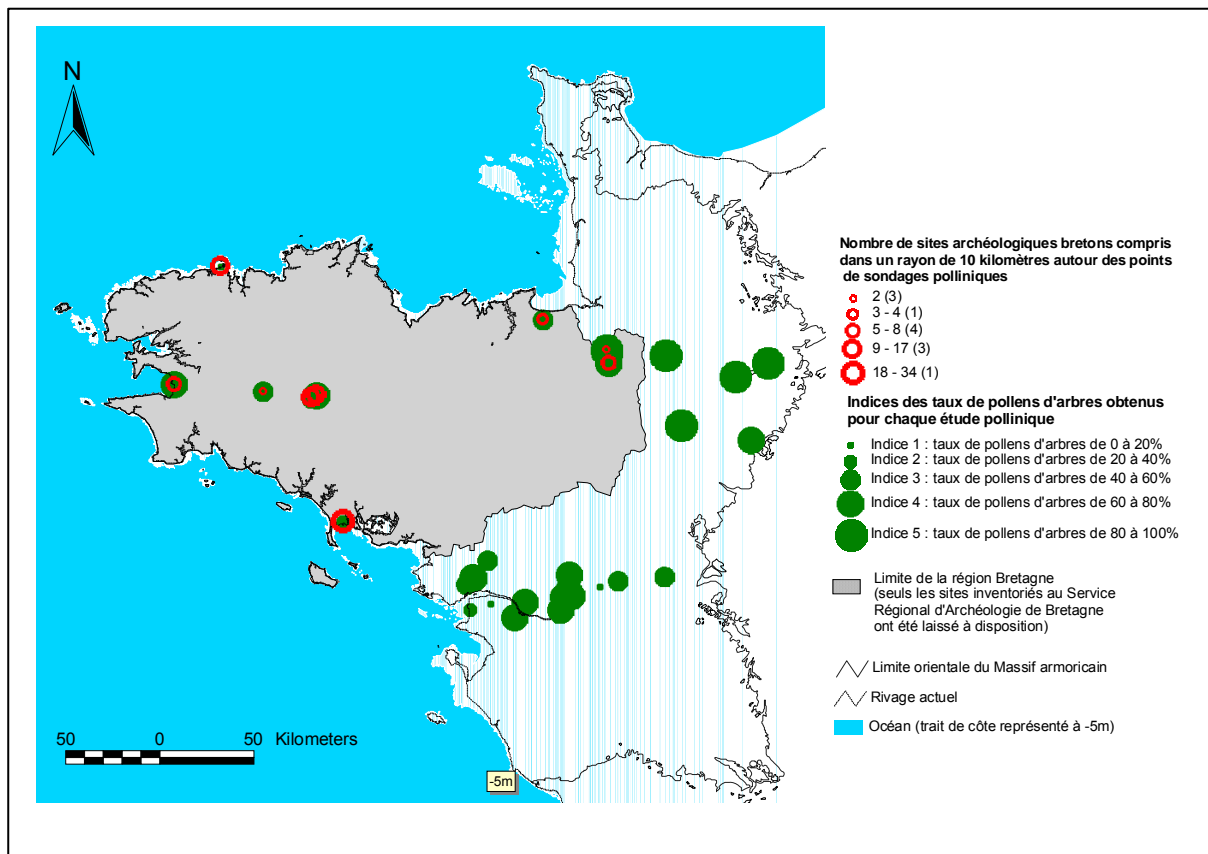 N
50 0 50 Kilometers
-5m
Nombre de sites archéologiques bretons compris
dans un rayon de 10 kilomètres autour des points
de sondages polliniques
2 (3)
3 - 4 (1)
5 - 8 (4)
9 - 17 (3)
18 - 34 (1)
Indices des taux de pollens d'arbres obtenus
pour chaque étude pollinique
Indice 1 : taux de pollens d'arbres de 0 à 20%
Indice 2 : taux de pollens d'arbres de 20 à 40%
Indice 3 : taux de pollens d'arbres de 40 à 60%
Indice 4 : taux de pollens d'arbres de 60 à 80%
Indice 5 : taux de pollens d'arbres de 80 à 100%
Limite de la région Bretagne
(seuls les sites inventoriés au Service
Régional d'Archéologie de Bretagne
ont été laissé à disposition)
Limite orientale du Massif armoricain
Rivage actuel
Océan (trait de côte représenté à -5m)